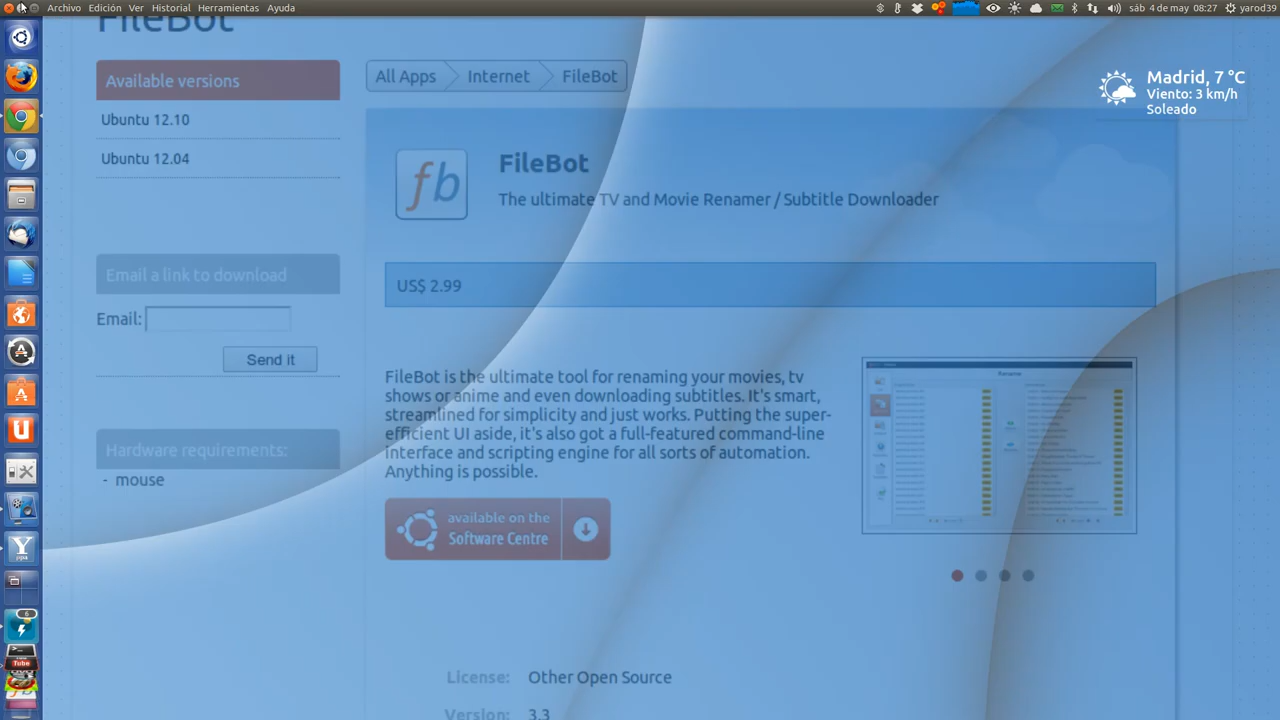 Archivo Edición Ver Historial Herramientas Ayuda
sáb 4 de may 08:27 yarod39
FileBot
Available versions
Ubuntu 12.10
Ubuntu 12.04
Email a link to download
Email:
Send it
Hardware requirements:
- mouse
All Apps Internet FileBot
fb
FileBot
The ultimate TV and Movie Renamer / Subtitle Downloader
US$ 2.99
FileBot is the ultimate tool for renaming your movies, tv
shows or anime and even downloading subtitles. It's smart,
streamlined for simplicity and just works. Putting the super-
efficient UI aside, it's also got a full-featured command-line
interface and scripting engine for all sorts of automation.
Anything is possible.
available on the
Software Centre
License: Other Open Source
Version: 3.3
Madrid, 7 °C
Viento: 3 km/h
Soleado
Y
ppa
6
Tube